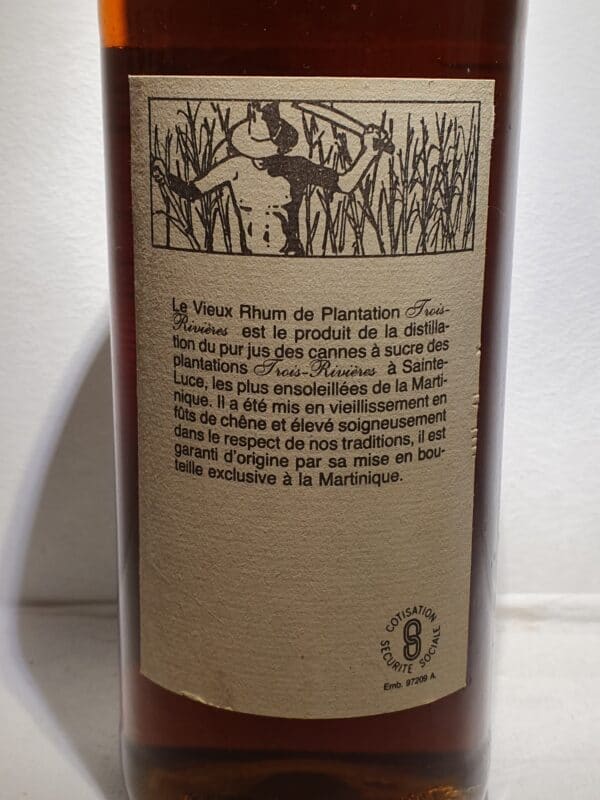 Le Vieux Rhum de Plantation Trois-
Rivières est le produit de la distilla-
tion du pur jus des cannes à sucre des
plantations Trois-Rivières à Sainte-
Luce, les plus ensoleillées de la Marti-
nique. Il a été mis en vieillissement en
fûts de chêne et élevé soigneusement
dans le respect de nos traditions, il est
garanti d'origine par sa mise en bou-
teille exclusive à la Martinique.
COTISATION
SECURITE SOCIALE
Emb. 97209 A.